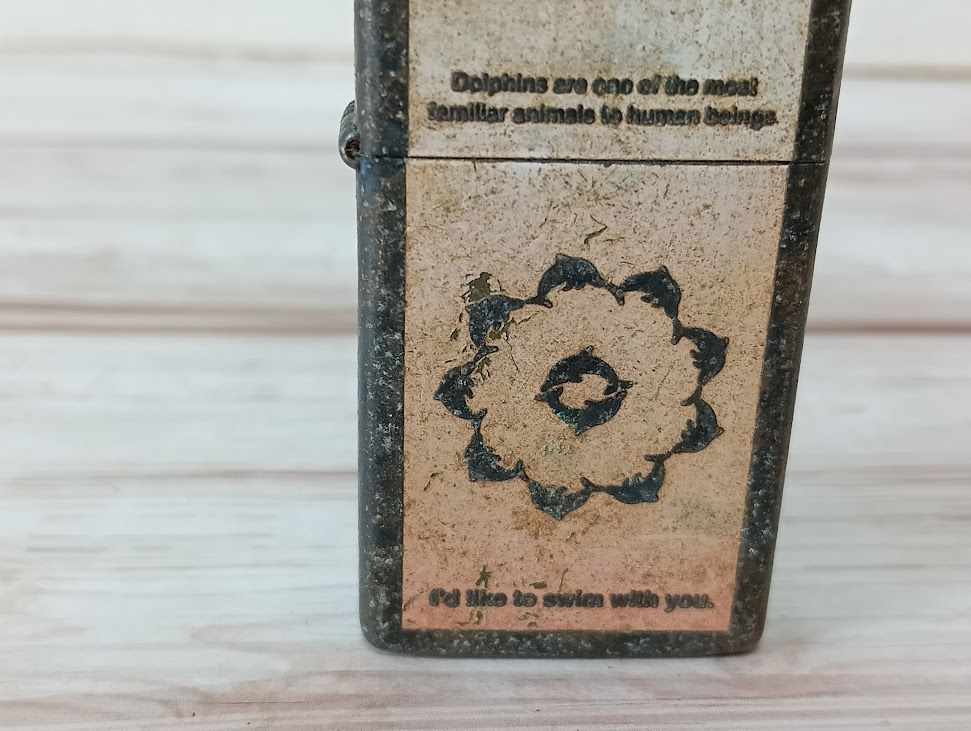 Dolphins are one of the most
familiar animals to human beings.
I'd like to swim with you.